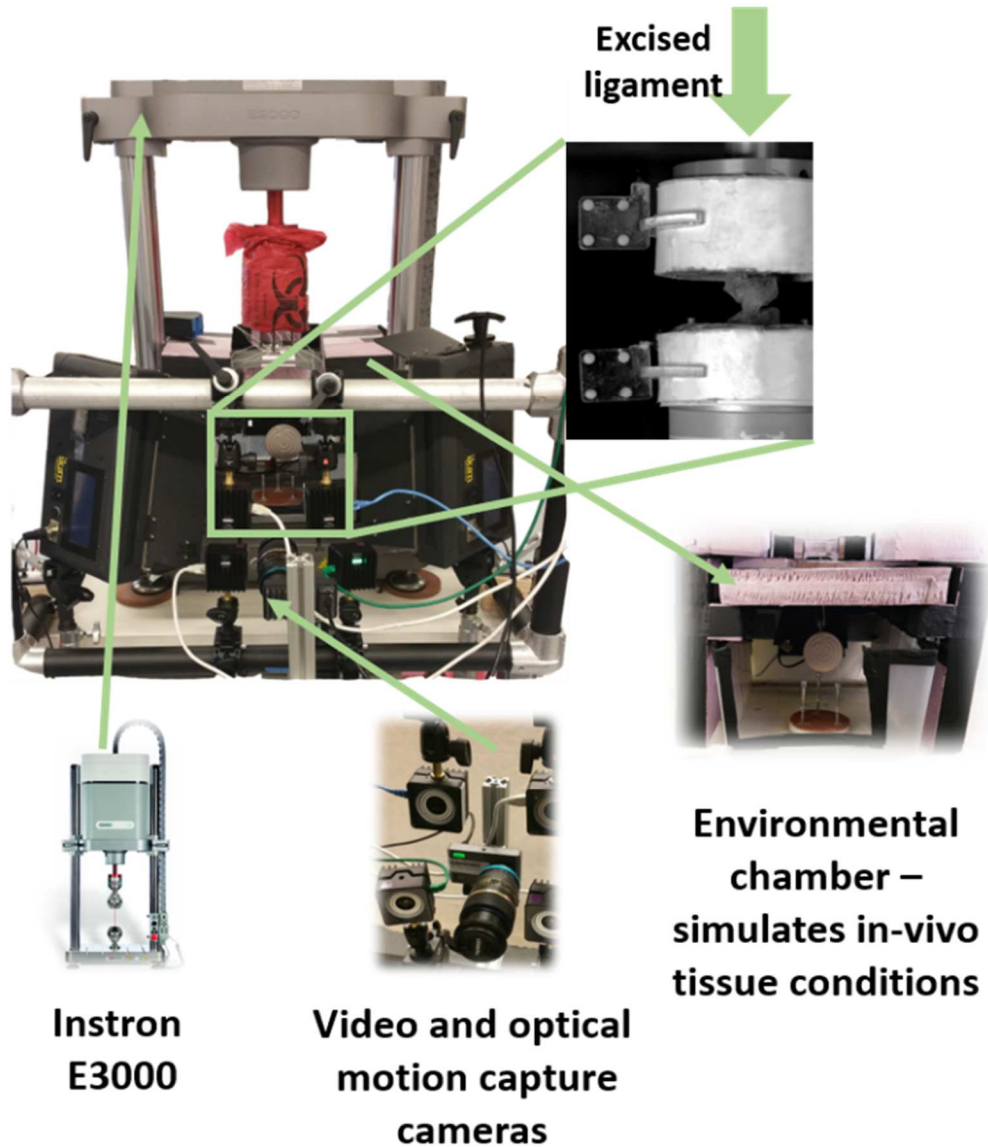 Excised
ligament
Instron
E3000
Video and optical
motion capture
cameras
Environmental
chamber –
simulates in-vivo
tissue conditions